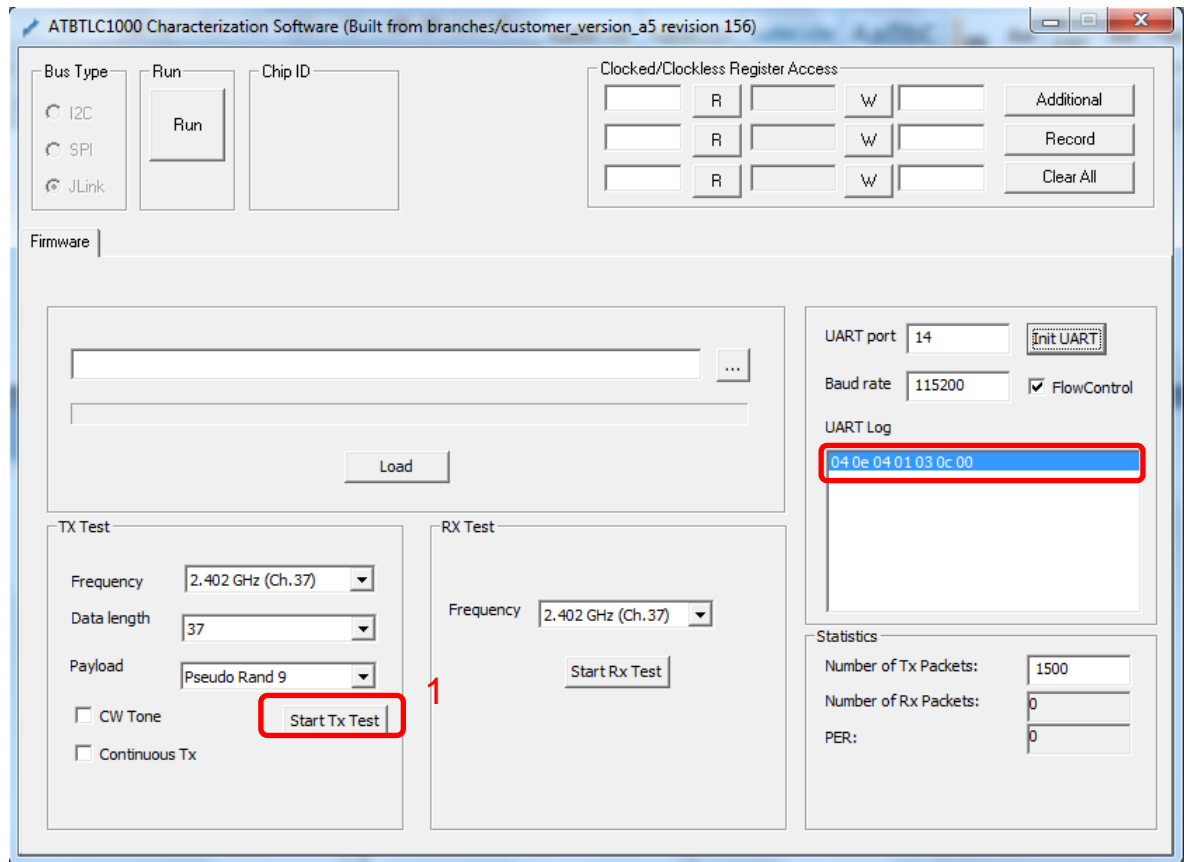 ATBTLC1000 Characterization Software (Built from branches/customer_version_a5 revision 156)
Bus Type
I2C
SPI
JLink
Run
Run
Chip ID
Clocked/Clockless Register Access
R W Additional
R W Record
R W Clear All
Firmware
...
Load
UART port 14 Init UART
Baud rate 115200 FlowControl
UART Log
04 0e 04 01 03 0c 00
TX Test
Frequency 2.402 GHz (Ch.37)
Data length 37
Payload Pseudo Rand 9
CW Tone Start Tx Test
1
Continuous Tx
RX Test
Frequency 2.402 GHz (Ch.37)
Start Rx Test
Statistics
Number of Tx Packets: 1500
Number of Rx Packets: 0
PER: 0